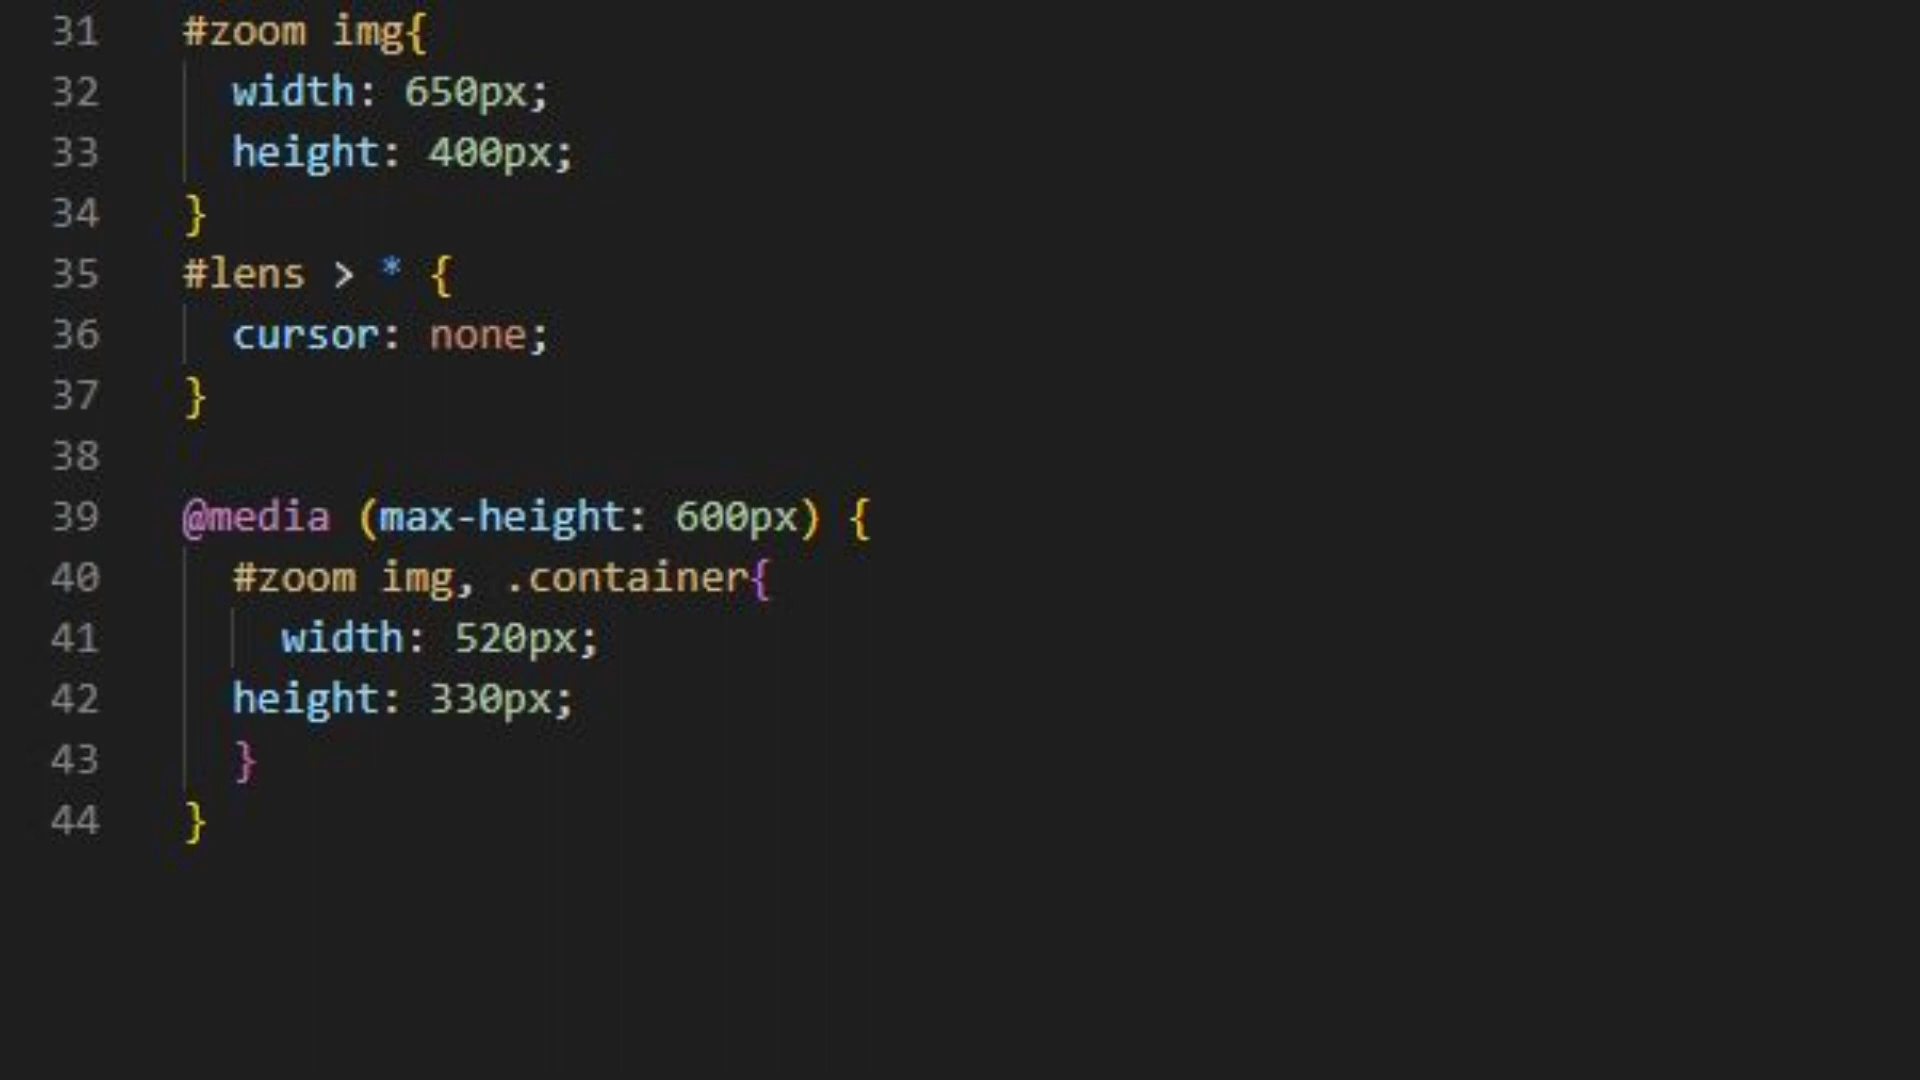 31 #zoom img{
32 width: 650px;
33 height: 400px;
34 }
35 #lens > * {
36 cursor: none;
37 }
38
39 @media (max-height: 600px) {
40 #zoom img, .container{
41 width: 520px;
42 height: 330px;
43 }
44 }